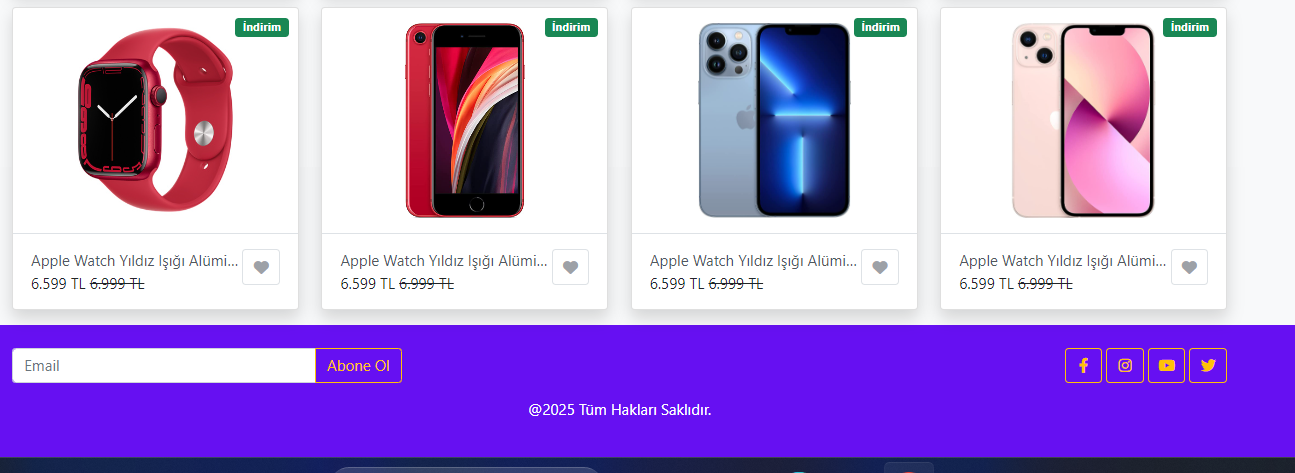 İndirim
İndirim
İndirim
İndirim
Apple Watch Yıldız Işığı Alümi...
6.599 TL 6.999 TL
Apple Watch Yıldız Işığı Alümi...
6.599 TL 6.999 TL
Apple Watch Yıldız Işığı Alümi...
6.599 TL 6.999 TL
Apple Watch Yıldız Işığı Alümi...
6.599 TL 6.999 TL
Email
Abone Ol
@2025 Tüm Hakları Saklıdır.